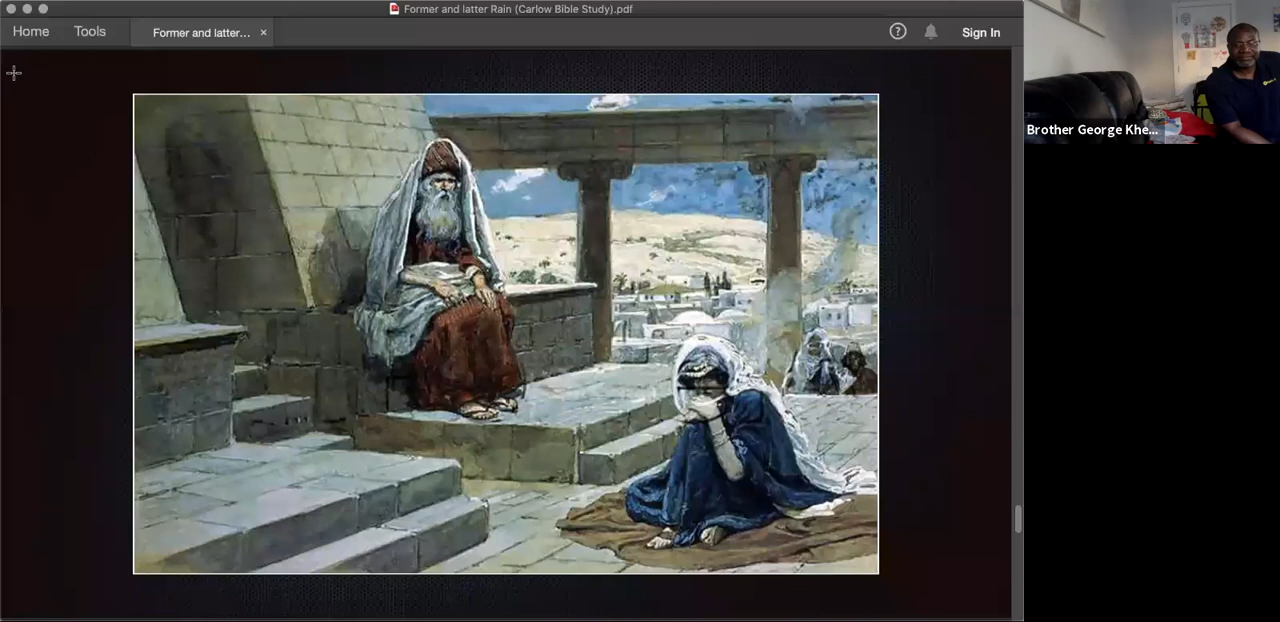 Former and latter Rain (Carlow Bible Study).pdf
Home
Tools
Former and latter...
×
?
Sign In
Brother George Khe...